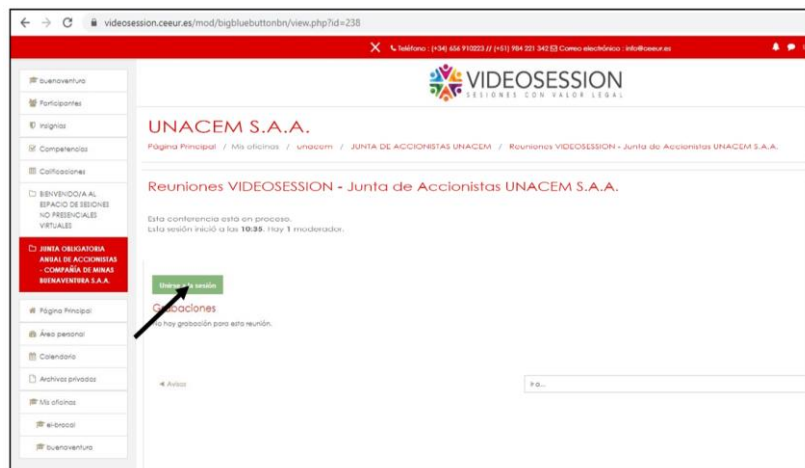 videosession.ceeur.es/mod/bigbluebuttonbn/view.php?id=238
Teléfono : (+34) 656 910223 // (+51) 984 221 342 Correo electrónico : info@ceeur.es
VIDEOSESSION
SESIONES CON VALOR LEGAL
buenaventura
Participantes
Insignias
Competencias
Calificaciones
BIENVENIDO/A AL
ESPACIO DE SESIONES
NO PRESENCIALES
VIRTUALES
JUNTA OBLIGATORIA
ANUAL DE ACCIONISTAS
- COMPAÑÍA DE MINAS
BUENAVENTURA S.A.A.
Página Principal
Área personal
Calendario
Archivos privados
Mis oficinas
el-brocal
buenaventura
UNACEM S.A.A.
Página Principal / Mis oficinas / unacem / JUNTA DE ACCIONISTAS UNACEM / Reuniones VIDEOSESSION - Junta de Accionistas UNACEM S.A.A.
Reuniones VIDEOSESSION - Junta de Accionistas UNACEM S.A.A.
Esta conferencia está en proceso.
Esta sesión inició a las 10:35. Hay 1 moderador.
Unirse a la sesión
Grabaciones
No hay grabación para esta reunión.
◄ Avisos
Ir a...